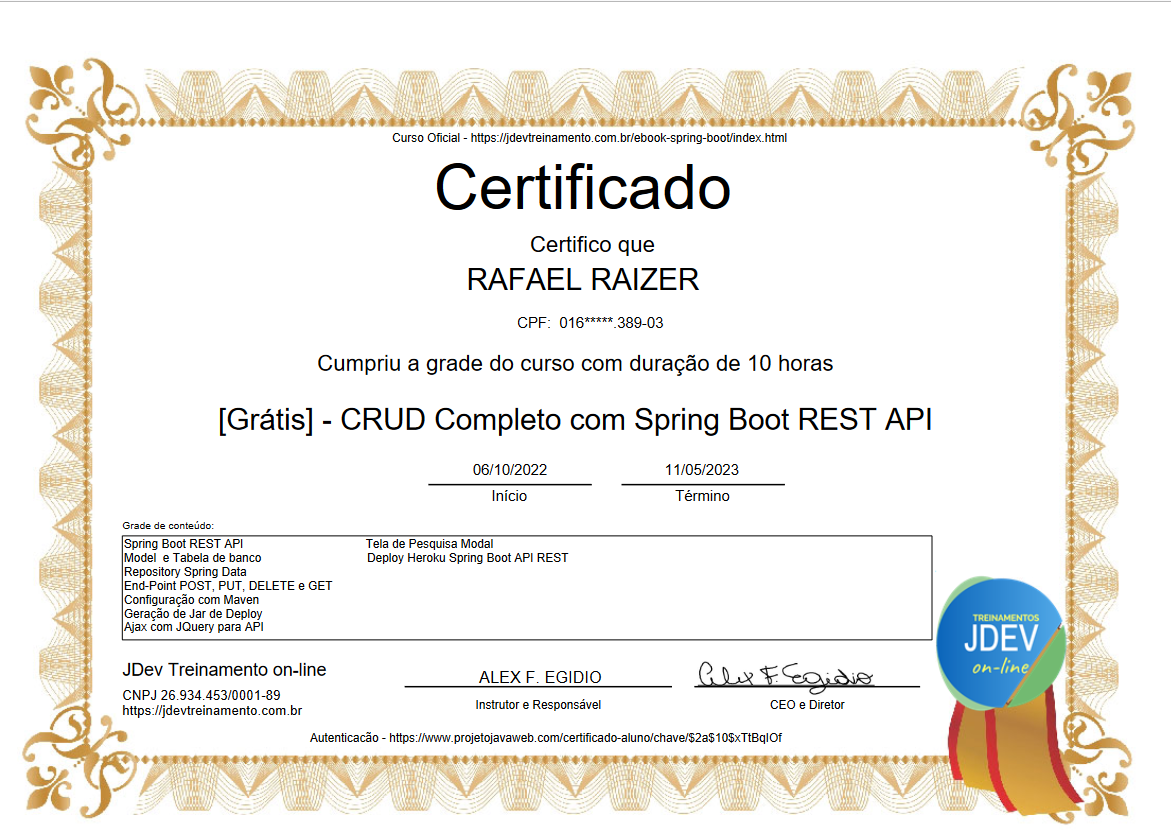 Curso Oficial - https://jdevtreinamento.com.br/ebook-spring-boot/index.html
Certificado
Certifico que
RAFAEL RAIZER
CPF: 016*****.389-03
Cumpriu a grade do curso com duração de 10 horas
[Grátis] - CRUD Completo com Spring Boot REST API
06/10/2022 11/05/2023
Início Término
Grade de conteúdo:
Spring Boot REST API Tela de Pesquisa Modal
Model e Tabela de banco Deploy Heroku Spring Boot API REST
Repository Spring Data
End-Point POST, PUT, DELETE e GET
Configuração com Maven
Geração de Jar de Deploy
Ajax com JQuery para API
TREINAMENTOS
JDEV
on-line
JDev Treinamento on-line
CNPJ 26.934.453/0001-89
https://jdevtreinamento.com.br
ALEX F. EGIDIO Alex F. Egidio
Instrutor e Responsável CEO e Diretor
Autenticacão - https://www.projetojavaweb.com/certificado-aluno/chave/$2a$10$xTtBqIOf